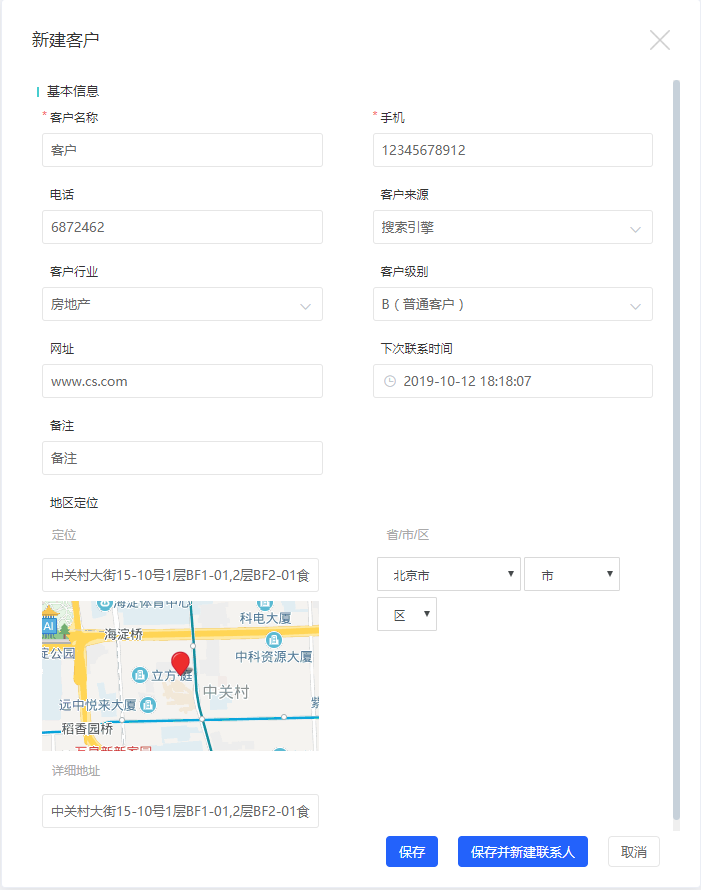 新建客户
基本信息
* 客户名称
* 手机
客户
12345678912
电话
客户来源
6872462
搜索引擎
客户行业
客户级别
房地产
B（普通客户）
网址
下次联系时间
www.cs.com
2019-10-12 18:18:07
备注
备注
地区定位
定位
省/市/区
中关村大街15-10号1层BF1-01,2层BF2-01食
北京市
市
区
海淀体育中心
科电大厦
AI
海淀桥
淀公园
中科资源大厦
立方庭
中关村
远中悦来大厦
稻香园桥
万泉新新家园
详细地址
中关村大街15-10号1层BF1-01,2层BF2-01食
保存
保存并新建联系人
取消